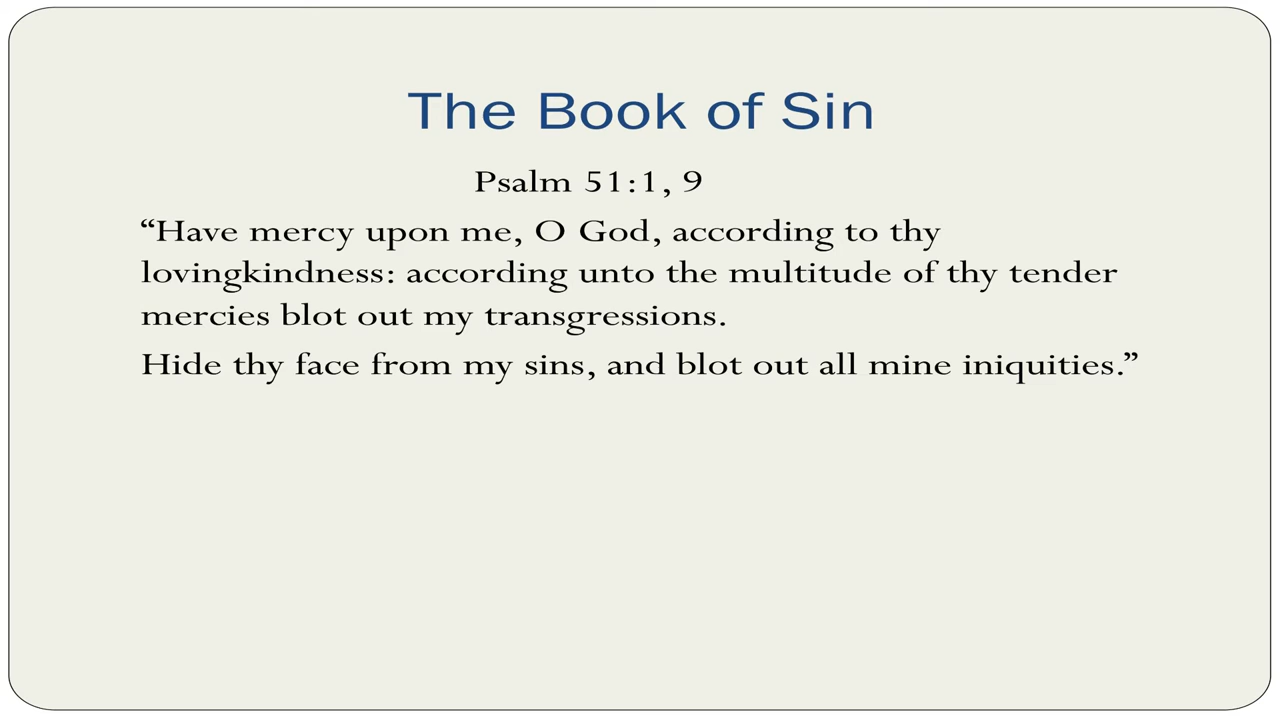 The Book of Sin
Psalm 51:1, 9
“Have mercy upon me, O God, according to thy
lovingkindness: according unto the multitude of thy tender
mercies blot out my transgressions.
Hide thy face from my sins, and blot out all mine iniquities.”